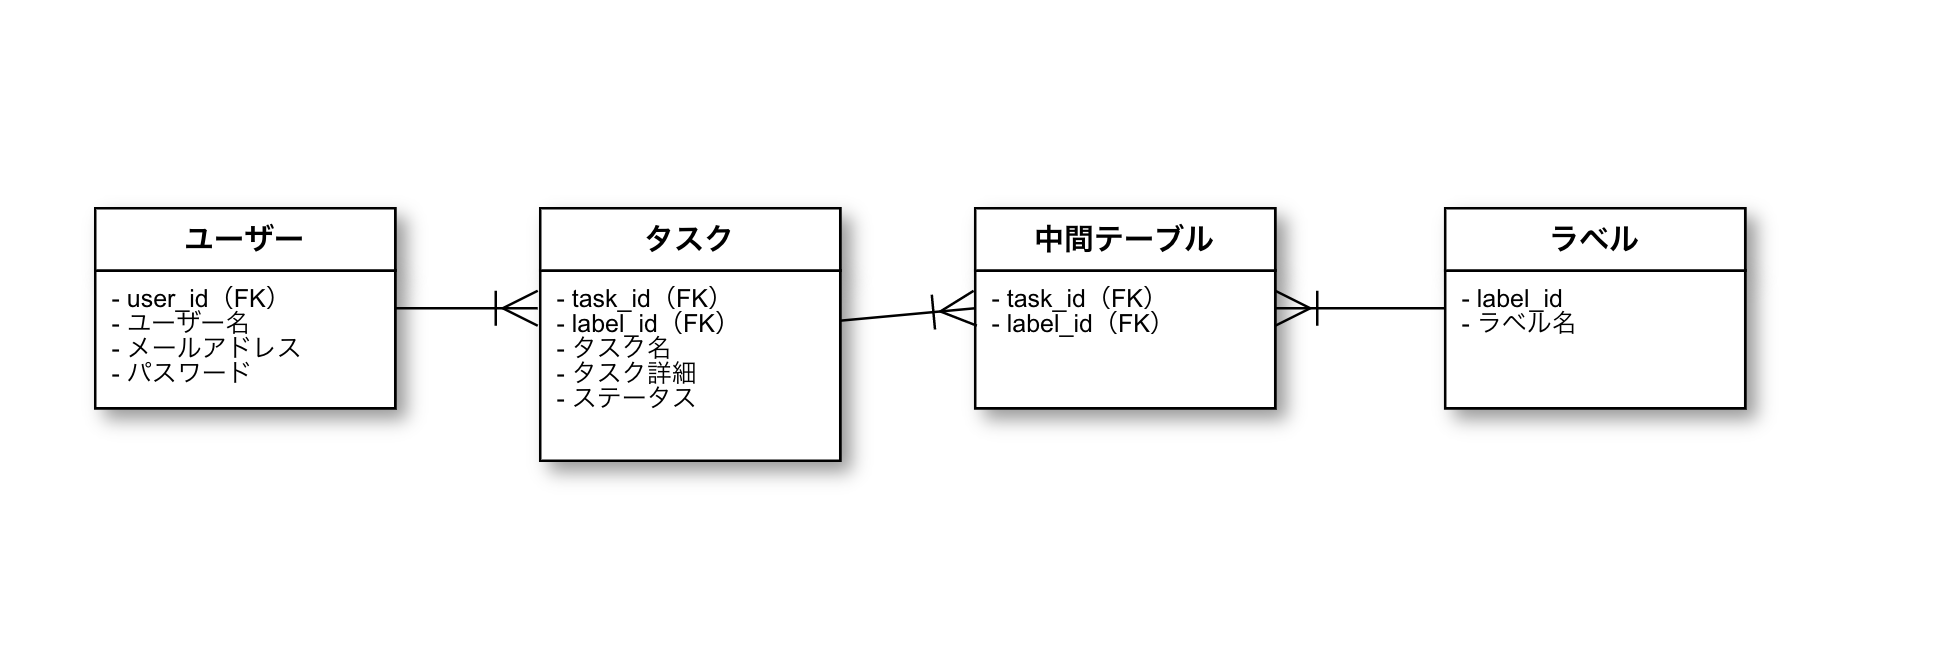 ユーザー
- user_id（FK）
- ユーザー名
- メールアドレス
- パスワード
タスク
- task_id（FK）
- label_id（FK）
- タスク名
- タスク詳細
- ステータス
中間テーブル
- task_id（FK）
- label_id（FK）
ラベル
- label_id
- ラベル名